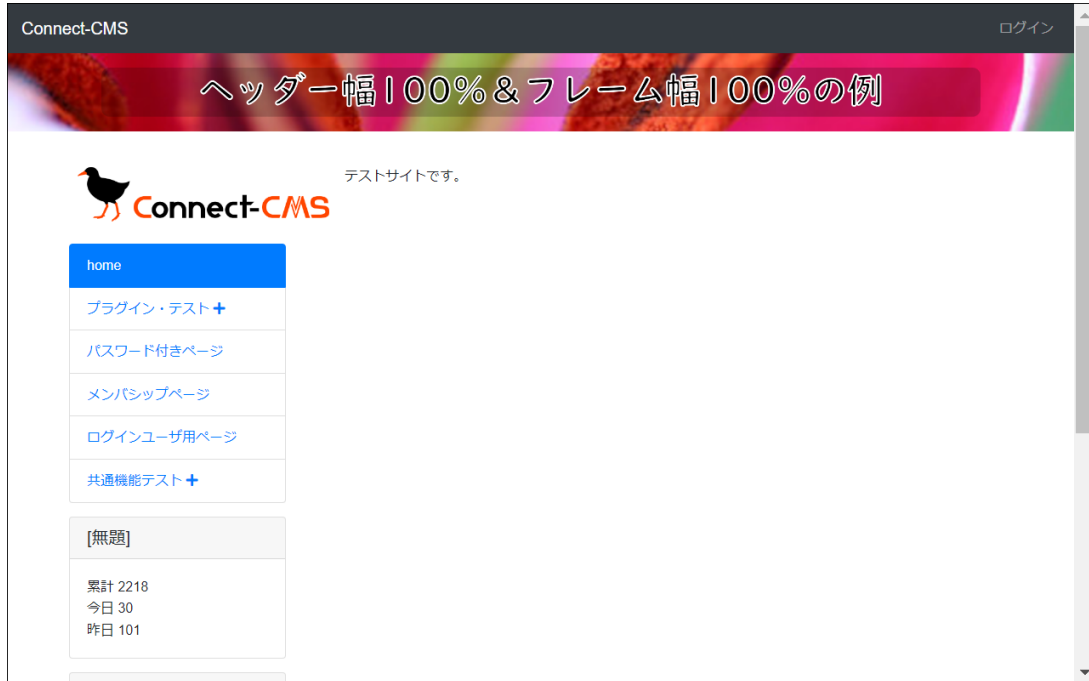 Connect-CMS
ログイン
ヘッダー幅100%&フレーム幅100%の例
Connect-CMS
テストサイトです。
home
プラグイン・テスト
パスワード付きページ
メンバシップページ
ログインユーザ用ページ
共通機能テスト
[無題]
累計 2218
今日 30
昨日 101